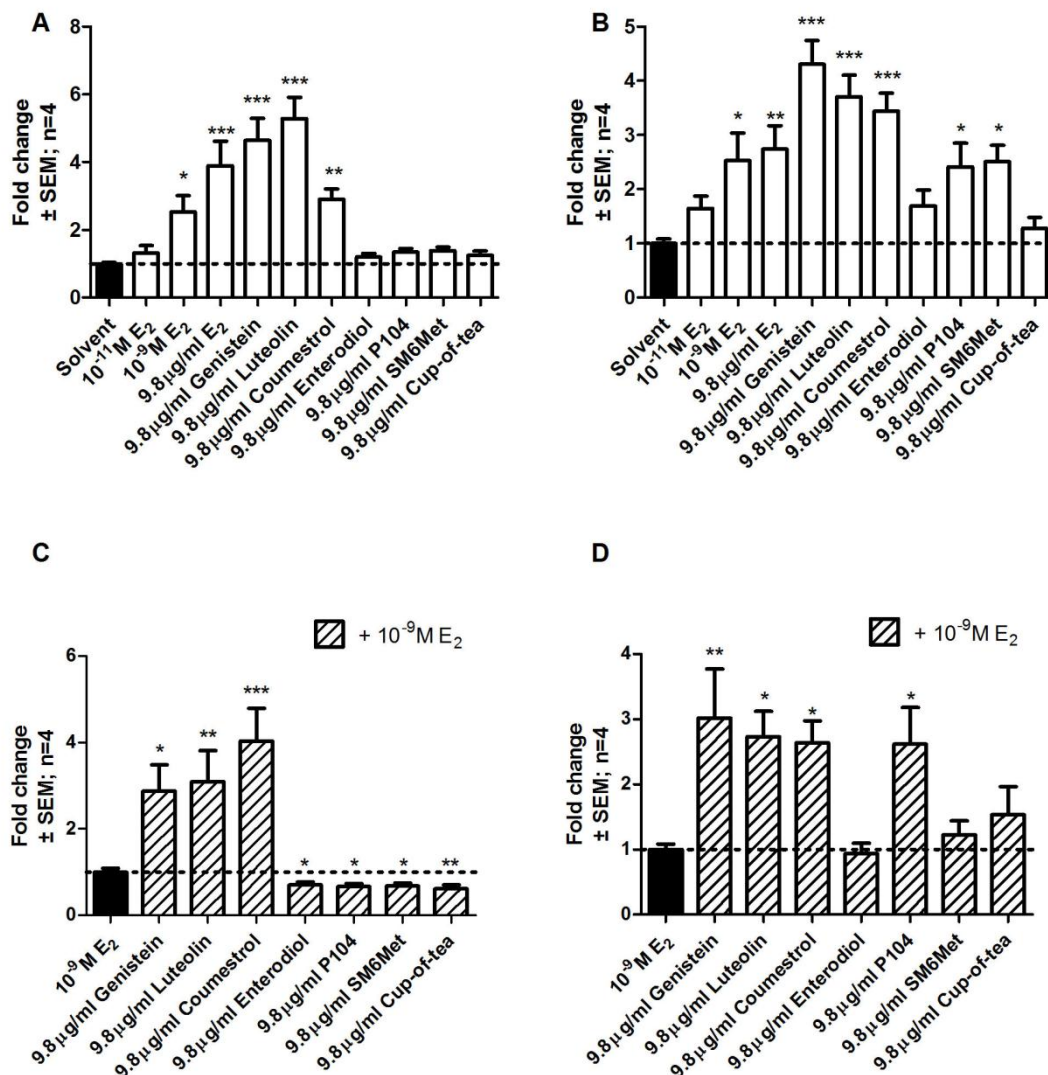 A
Fold change
± SEM; n=4
8
6
4
2
0
*
***
***
***
**
Solvent
10⁻¹¹M E₂
10⁻⁹M E₂
9.8μg/ml E₂
9.8μg/ml Genistein
9.8μg/ml Luteolin
9.8μg/ml Coumestrol
9.8μg/ml Enterodiol
9.8μg/ml P104
9.8μg/ml SM6Met
9.8μg/ml Cup-of-tea
B
Fold change
± SEM; n=4
5
4
3
2
1
0
*
**
***
***
***
*
*
Solvent
10⁻¹¹M E₂
10⁻⁹M E₂
9.8μg/ml E₂
9.8μg/ml Genistein
9.8μg/ml Luteolin
9.8μg/ml Coumestrol
9.8μg/ml Enterodiol
9.8μg/ml P104
9.8μg/ml SM6Met
9.8μg/ml Cup-of-tea
C
+ 10⁻⁹M E₂
Fold change
± SEM; n=4
6
4
2
0
*
**
***
*
*
*
**
10⁻⁹M E₂
9.8μg/ml Genistein
9.8μg/ml Luteolin
9.8μg/ml Coumestrol
9.8μg/ml Enterodiol
9.8μg/ml P104
9.8μg/ml SM6Met
9.8μg/ml Cup-of-tea
D
+ 10⁻⁹M E₂
Fold change
± SEM; n=4
4
3
2
1
0
**
*
*
*
10⁻⁹M E₂
9.8μg/ml Genistein
9.8μg/ml Luteolin
9.8μg/ml Coumestrol
9.8μg/ml Enterodiol
9.8μg/ml P104
9.8μg/ml SM6Met
9.8μg/ml Cup-of-tea